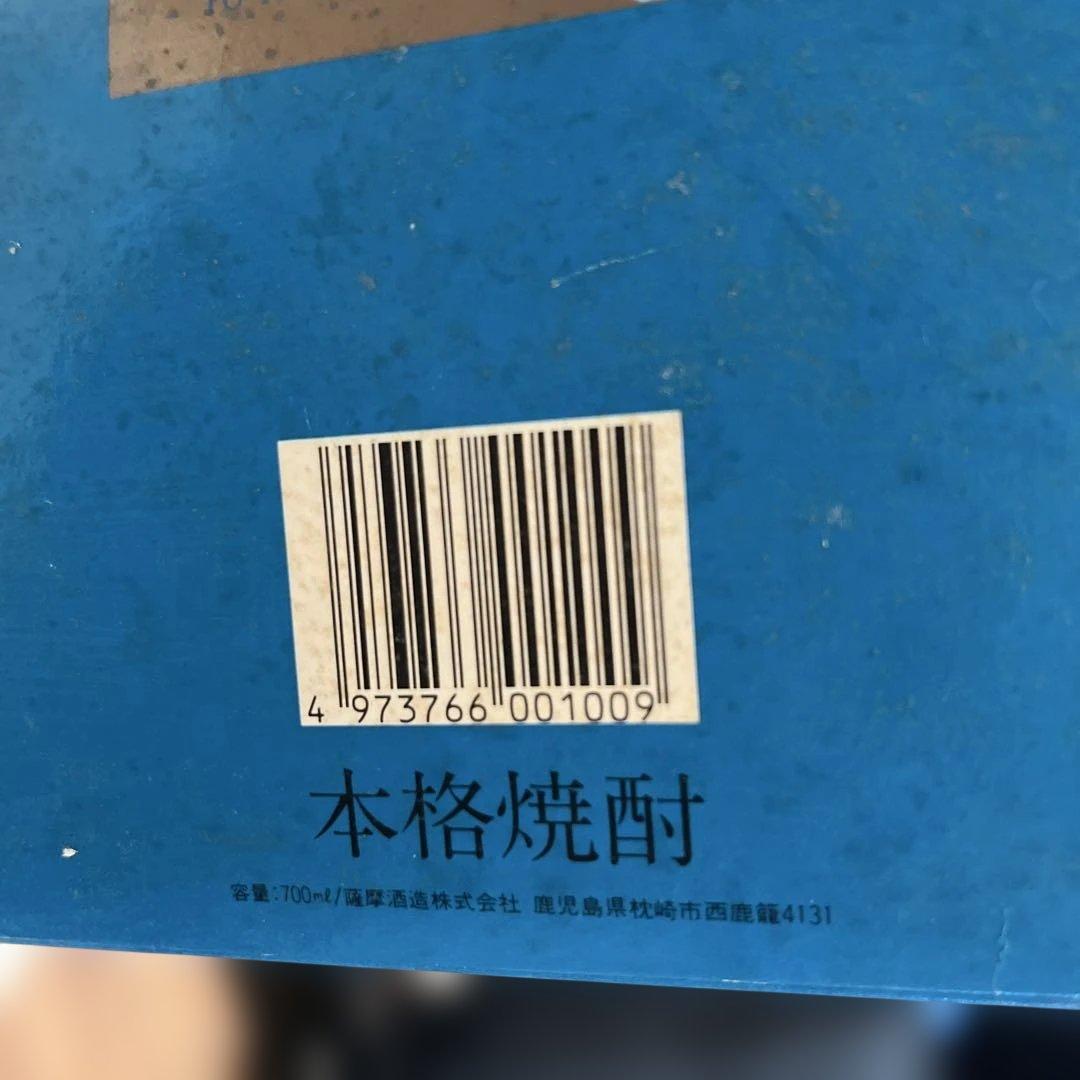 4 973766 001009
本格焼酎
容量:700ml/薩摩酒造株式会社 鹿児島県枕崎市西鹿籠4131